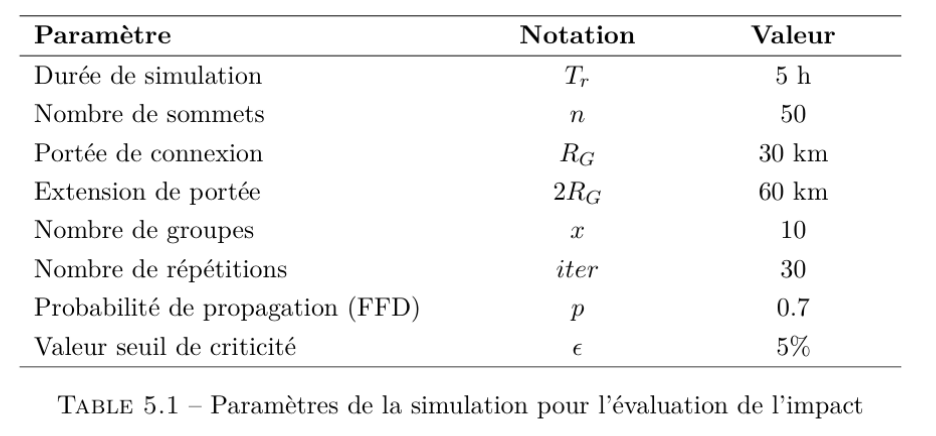 Paramètre Notation Valeur
Durée de simulation T_r 5 h
Nombre de sommets n 50
Portée de connexion R_G 30 km
Extension de portée 2R_G 60 km
Nombre de groupes x 10
Nombre de répétitions iter 30
Probabilité de propagation (FFD) p 0.7
Valeur seuil de criticité ϵ 5%
TABLE 5.1 – Paramètres de la simulation pour l'évaluation de l'impact